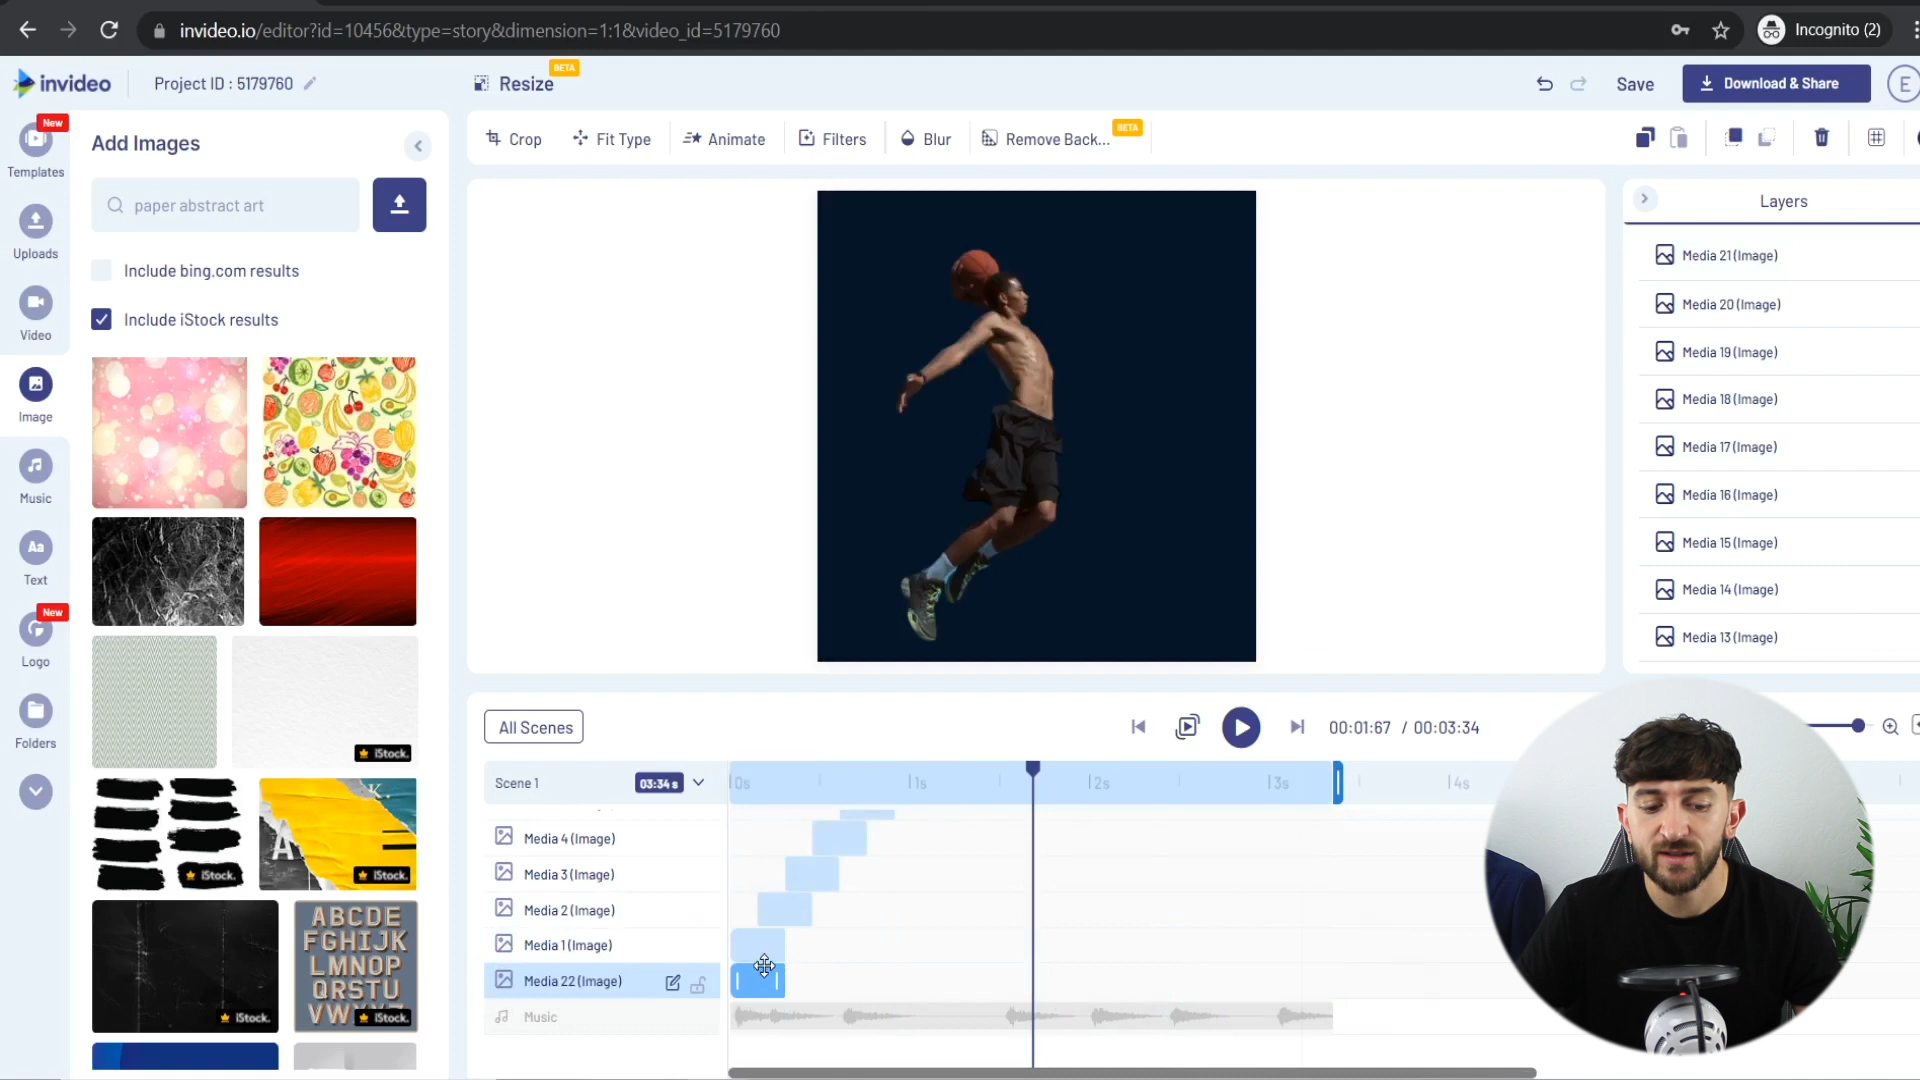 invideo.io/editor?id=10456&type=story&dimension=1:1&video_id=5179760
Incognito (2)
invideo
Project ID : 5179760
Resize
BETA
Save
Download & Share
E
New
Templates
Uploads
Video
Image
Music
Aa
Text
New
Logo
Folders
Add Images
paper abstract art
Include bing.com results
Include iStock results
iStock.
iStock.
K.
A
iStock.
iStock.
ABCDE
FGHIJK
LMNOP
QRSTU
VW
iStock.
Crop
Fit Type
Animate
Filters
Blur
Remove Back...
BETA
Layers
Media 21 (Image)
Media 20 (Image)
Media 19 (Image)
Media 18 (Image)
Media 17 (Image)
Media 16 (Image)
Media 15 (Image)
Media 14 (Image)
Media 13 (Image)
All Scenes
00:01:67 / 00:03:34
Scene 1
03:34 s
0s
1s
2s
3s
4s
Media 4 (Image)
Media 3 (Image)
Media 2 (Image)
Media 1 (Image)
Media 22 (Image)
Music